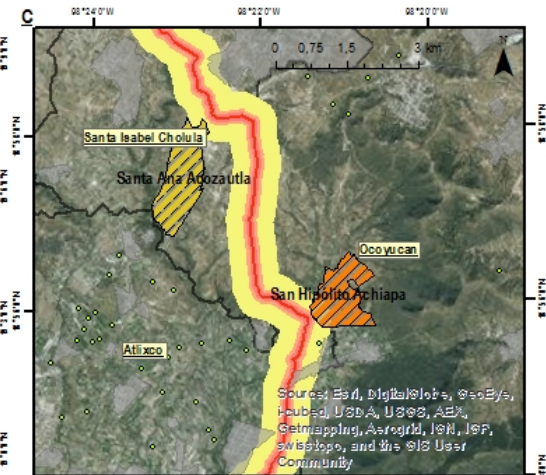 C
98°24'0"W 98°22'0"W 98°20'0"W
0 0,75 1,5 3 km
N
Santa Isabel Cholula
Santa Ana Acozautla
Ocoyucan
San Hipólito Achiapa
Atlixco
Source: Esri, DigitalGlobe, GeoEye,
i-cubed, USDA, USGS, AEX,
Getmapping, Aerogrid, IGN, IGP,
swisstopo, and the GIS User
Community